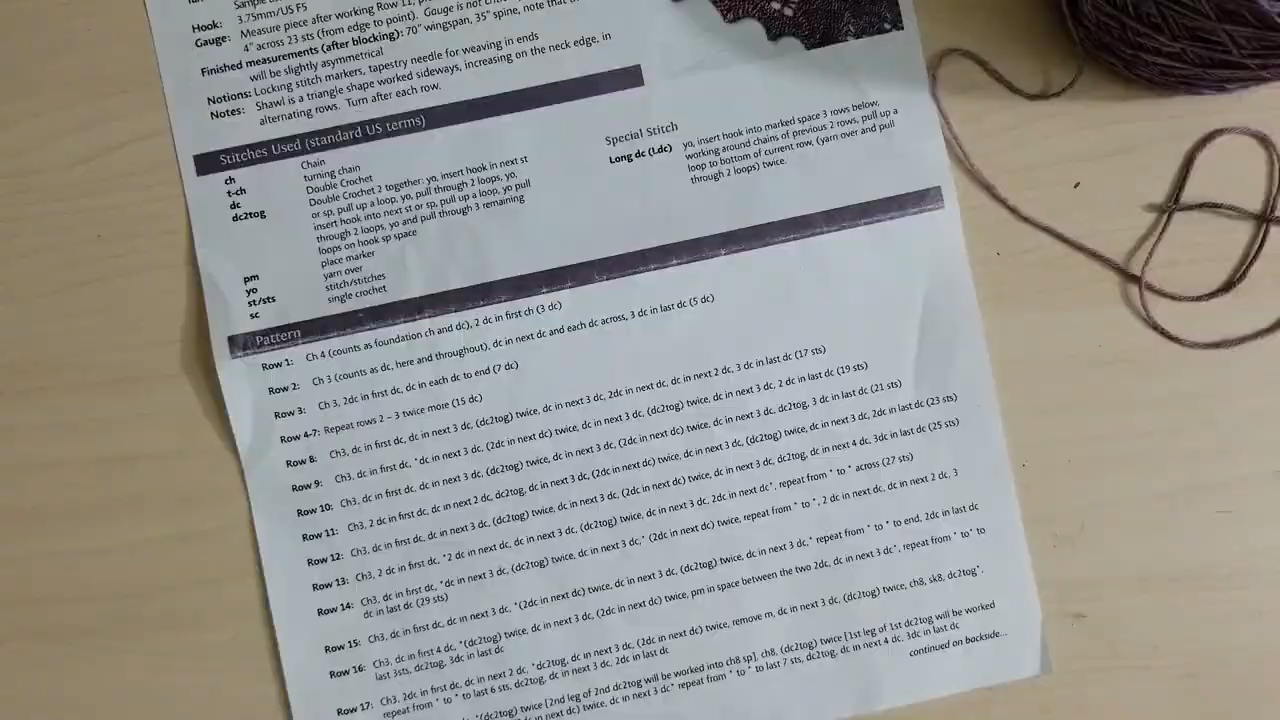 Sample used
Hook: 3.75mm/US F5
Gauge: Measure piece after working Row 11,
4" across 23 sts (from edge to point). Gauge is not
Finished measurements (after blocking): 70" wingspan, 35" spine, note that
will be slightly asymmetrical
Notions: Locking stitch markers, tapestry needle for weaving in ends
Notes: Shawl is a triangle shape worked sideways, increasing on the neck edge, in
alternating rows. Turn after each row.
Stitches Used (standard US terms)
ch Chain
t-ch turning chain
dc Double Crochet
dc2tog Double Crochet 2 together: yo, insert hook in next st
or sp, pull up a loop, yo, pull through 2 loops, yo,
insert hook into next st or sp, pull up a loop, yo pull
through 2 loops, yo and pull through 3 remaining
loops on hook sp space
pm place marker
yo yarn over
st/sts stitch/stitches
sc single crochet
Special Stitch
Long dc (Ldc) yo, insert hook into marked space 3 rows below,
working around chains of previous 2 rows, pull up a
loop to bottom of current row, (yarn over and pull
through 2 loops) twice.
Pattern
Row 1: Ch 4 (counts as foundation ch and dc), 2 dc in first ch (3 dc)
Row 2: Ch 3 (counts as dc, here and throughout), dc in next dc and each dc across, 3 dc in last dc (5 dc)
Row 3: Ch 3, 2dc in first dc, dc in each dc to end (7 dc)
Row 4-7: Repeat rows 2 – 3 twice more (15 dc)
Row 8: Ch3, dc in first dc, dc in next 3 dc, (dc2tog) twice, dc in next 3 dc, 2dc in next dc, dc in next 2 dc, 3 dc in last dc (17 sts)
Row 9: Ch3, dc in first dc, *dc in next 3 dc, (2dc in next dc) twice, dc in next 3 dc, (dc2tog) twice, dc in next 3 dc, 2 dc in last dc (19 sts)
Row 10: Ch3, dc in first dc, dc in next 3 dc, (dc2tog) twice, dc in next 3 dc, (2dc in next dc) twice, dc in next 3 dc, dc2tog, 3 dc in last dc (21 sts)
Row 11: Ch3, 2 dc in first dc, dc in next 2 dc, dc2tog, dc in next 3 dc, (2dc in next dc) twice, dc in next 3 dc, (dc2tog) twice, dc in next 3 dc, 2dc in last dc (23 sts)
Row 12: Ch3, dc in first dc, dc in next 3 dc, (dc2tog) twice, dc in next 3 dc, (2dc in next dc) twice, dc in next 3 dc, dc2tog, dc in next 4 dc, 3dc in last dc (25 sts)
Row 13: Ch3, 2 dc in first dc, *2 dc in next dc, dc in next 3 dc, (dc2tog) twice, dc in next 3 dc, 2dc in next dc*, repeat from * to * across (27 sts)
Row 14: Ch3, dc in first dc, *dc in next 3 dc, (dc2tog) twice, dc in next 3 dc,* (2dc in next dc) twice, repeat from * to *, 2 dc in next dc, dc in next 2 dc, 3
dc in last dc (29 sts)
Row 15: Ch3, dc in first dc, dc in next 3 dc, *(2dc in next dc) twice, dc in next 3 dc, (dc2tog) twice, dc in next 3 dc,* repeat from * to * to end, 2dc in last dc
Row 16: Ch3, dc in first 4 dc, *(dc2tog) twice, dc in next 3 dc, (2dc in next dc) twice, pm in space between the two 2dc, dc in next 3 dc*, repeat from * to * to
last 3sts, dc2tog, 3dc in last dc
Row 17: Ch3, 2dc in first dc, dc in next 2 dc, *dc2tog, dc in next 3 dc, (2dc in next dc) twice, remove m, dc in next 3 dc, (dc2tog) twice, ch8, sk8, dc2tog*,
repeat from * to * to last 6 sts, dc2tog, dc in next 3 dc, 2dc in last dc
*(dc2tog) twice [2nd leg of 2nd dc2tog will be worked into ch8 sp], ch8, (dc2tog) twice [1st leg of 1st dc2tog will be worked
in next dc) twice, dc in next 3 dc* repeat from * to * to last 7 sts, dc2tog, dc in next 4 dc, 3dc in last dc
continued on backside...